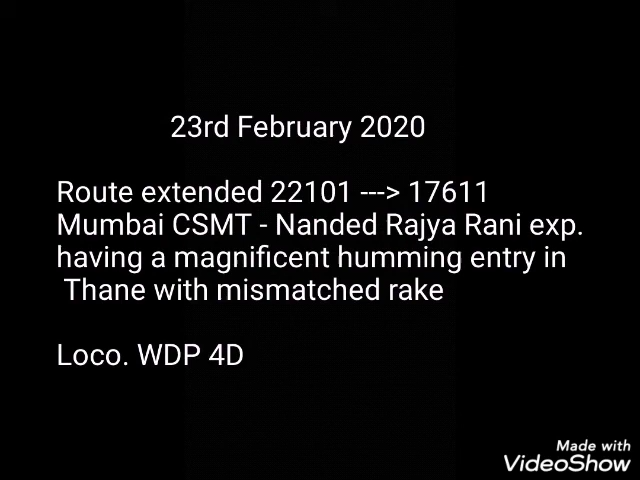 23rd February 2020
Route extended 22101 ---> 17611
Mumbai CSMT - Nanded Rajya Rani exp.
having a magnificent humming entry in
Thane with mismatched rake
Loco. WDP 4D
Made with
VideoShow